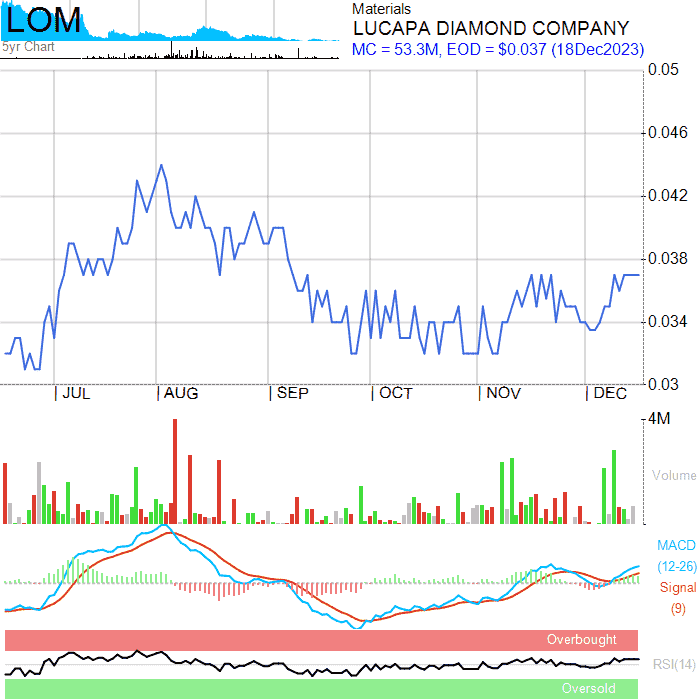 LOM
5yr Chart
Materials
LUCAPA DIAMOND COMPANY
MC = 53.3M, EOD = $0.037 (18Dec2023)
0.05
0.046
0.042
0.038
0.034
0.03
JUL AUG SEP OCT NOV DEC
4M
Volume
MACD
(12-26)
Signal
(9)
Overbought
RSI(14)
Oversold